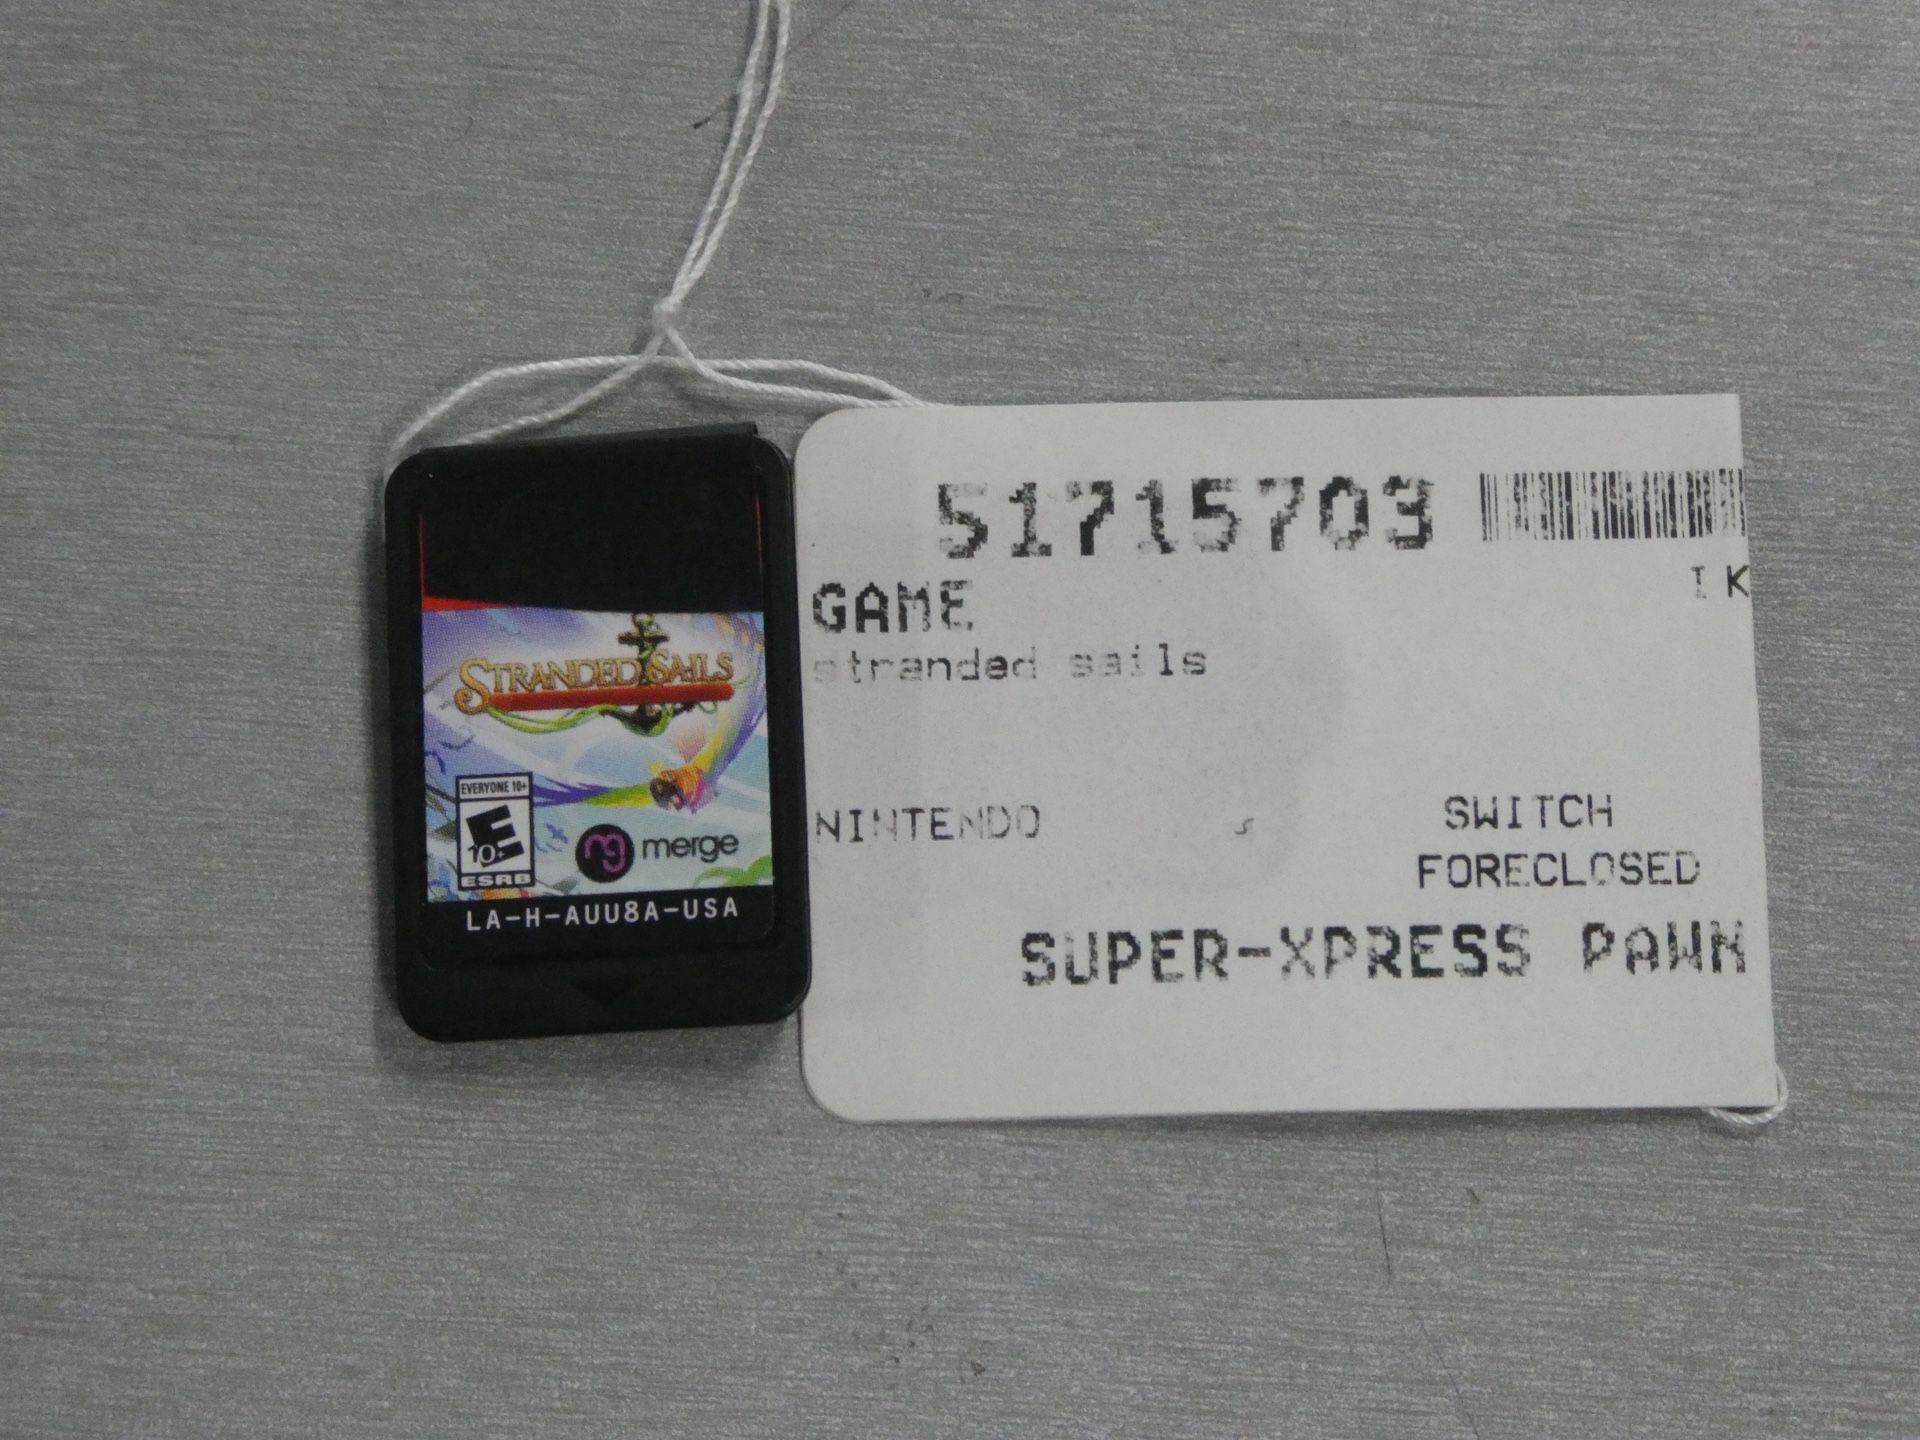 STRANDED SAILS
EVERYONE 10+
10+
ESRB
merge
LA-H-AUU8A-USA
51715703
I K
GAME
stranded sails
NINTENDO
s
SWITCH
FORECLOSED
SUPER-XPRESS PAWN